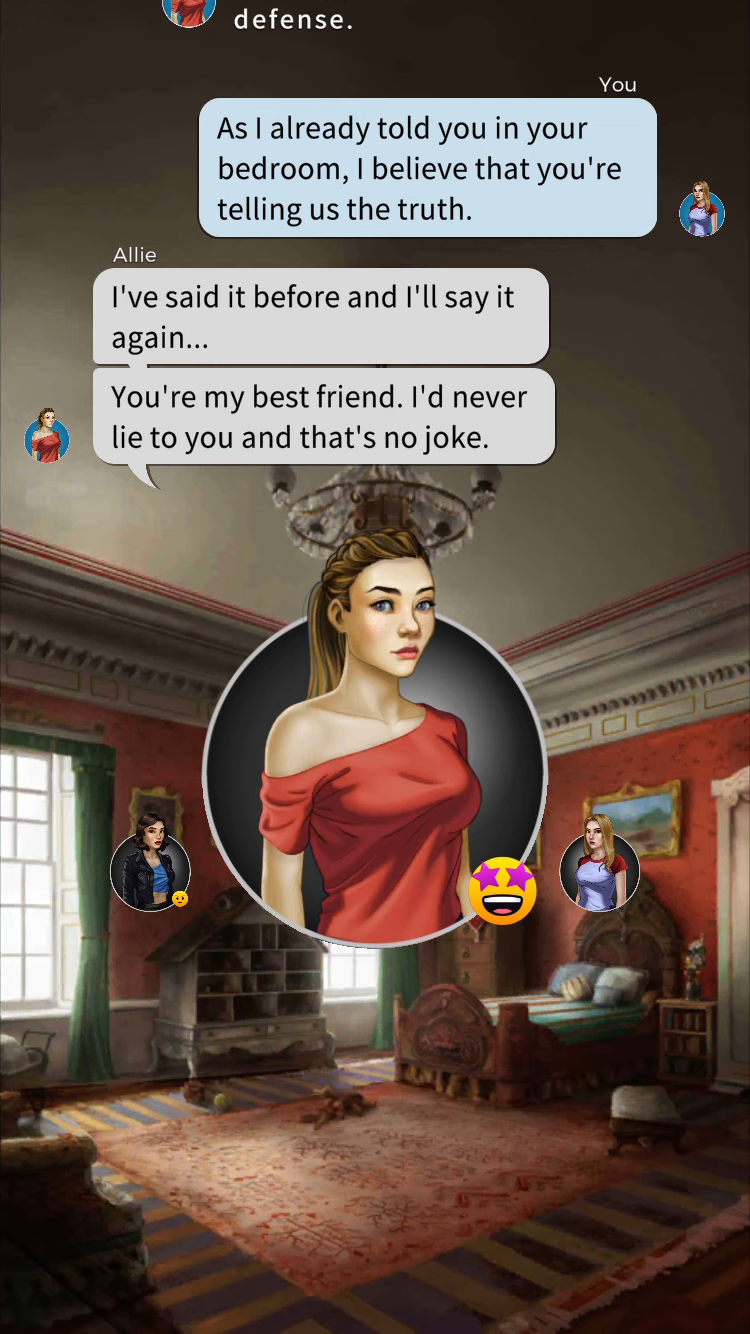 defense.
You
As I already told you in your
bedroom, I believe that you're
telling us the truth.
Allie
I've said it before and I'll say it
again...
You're my best friend. I'd never
lie to you and that's no joke.